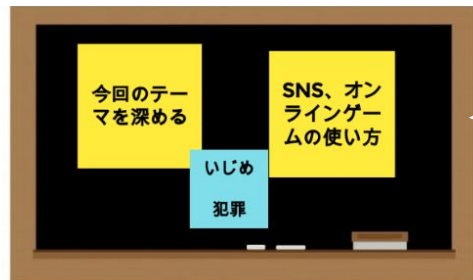 今回のテー
マを深める
SNS、オン
ラインゲー
ムの使い方
いじめ
犯罪